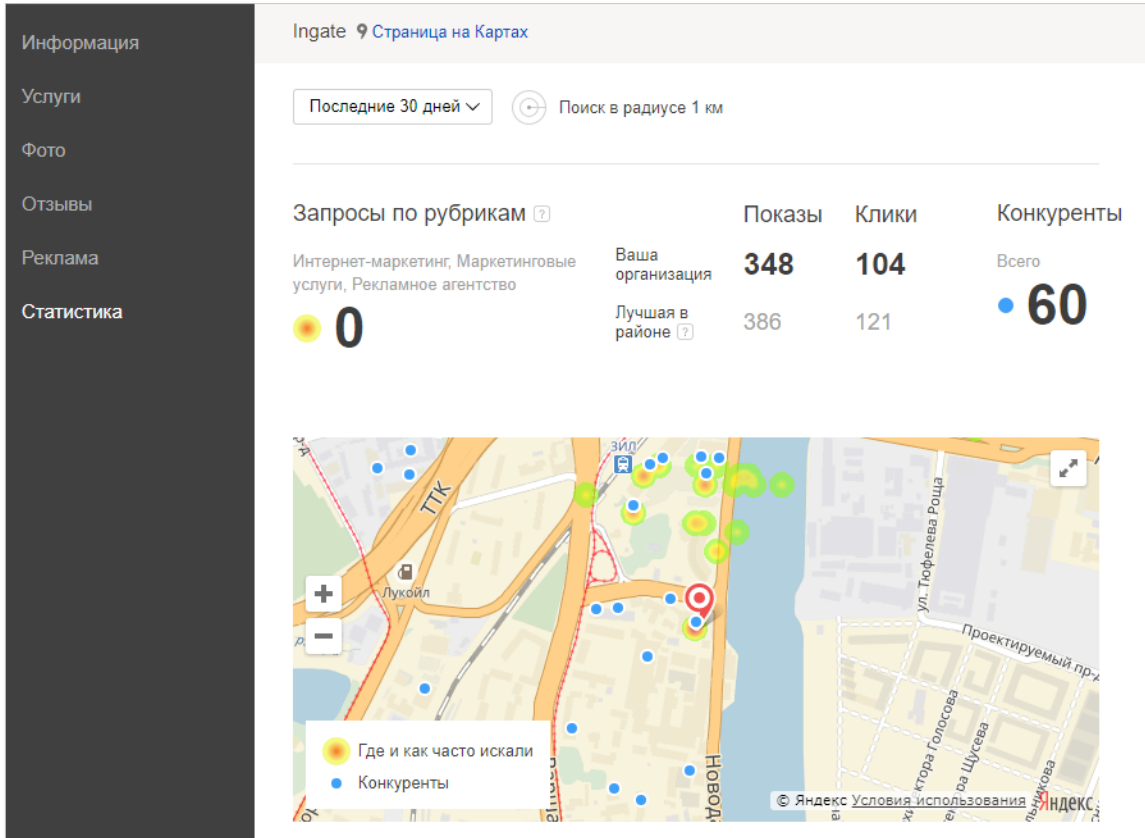 Информация
Услуги
Фото
Отзывы
Реклама
Статистика
Ingate Страница на Картах
Последние 30 дней
Поиск в радиусе 1 км
Запросы по рубрикам ?
Показы
Клики
Конкуренты
Интернет-маркетинг, Маркетинговые
услуги, Рекламное агентство
0
Ваша
организация
348
104
Лучшая в
районе ?
386
121
Всего
60
ЗИЛ
ТТК
Лукойл
+
−
ул. Тюфелева Роща
Проектируемый пр-д
Новод
Где и как часто искали
Конкуренты
© Яндекс Условия использования
Яндекс